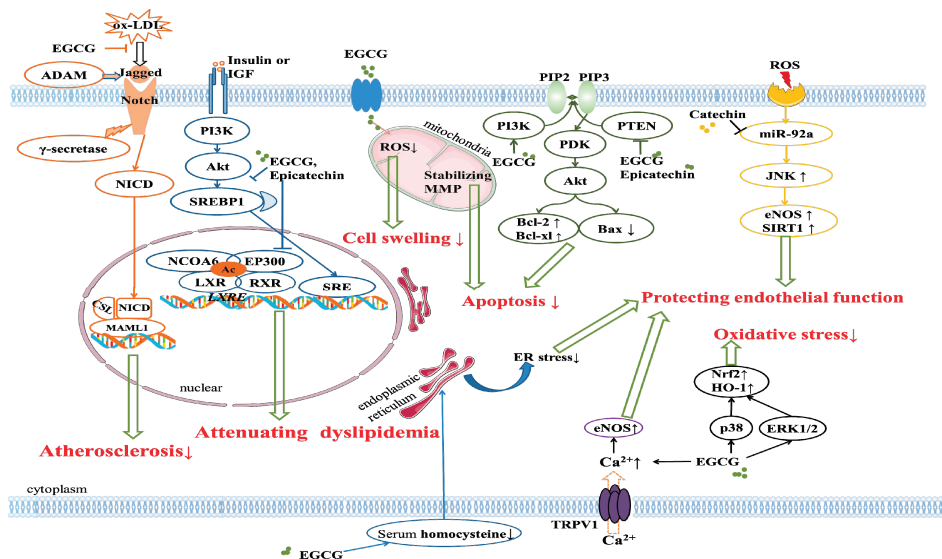 ox-LDL
EGCG
ADAM
Jagged
Notch
γ-secretase
NICD
CSL
NICD
MAML1
Atherosclerosis↓
Insulin or
IGF
PI3K
Akt
EGCG,
Epicatechin
SREBP1
NCOA6
EP300
Ac
LXR
RXR
LXRE
SRE
nuclear
Attenuating dyslipidemia
EGCG
mitochondria
ROS↓
Stabilizing
MMP
Cell swelling ↓
PIP2
PIP3
PI3K
EGCG
PDK
PTEN
EGCG
Epicatechin
Akt
Bcl-2 ↑
Bcl-xl ↑
Bax ↓
Apoptosis ↓
ROS
Catechin
miR-92a
JNK ↑
eNOS ↑
SIRT1 ↑
Protecting endothelial function
Oxidative stress↓
Nrf2↑
HO-1↑
p38
ERK1/2
EGCG
eNOS↑
Ca²⁺↑
TRPV1
Ca²⁺
ER stress↓
endoplasmic
reticulum
cytoplasm
Serum homocysteine↓
EGCG